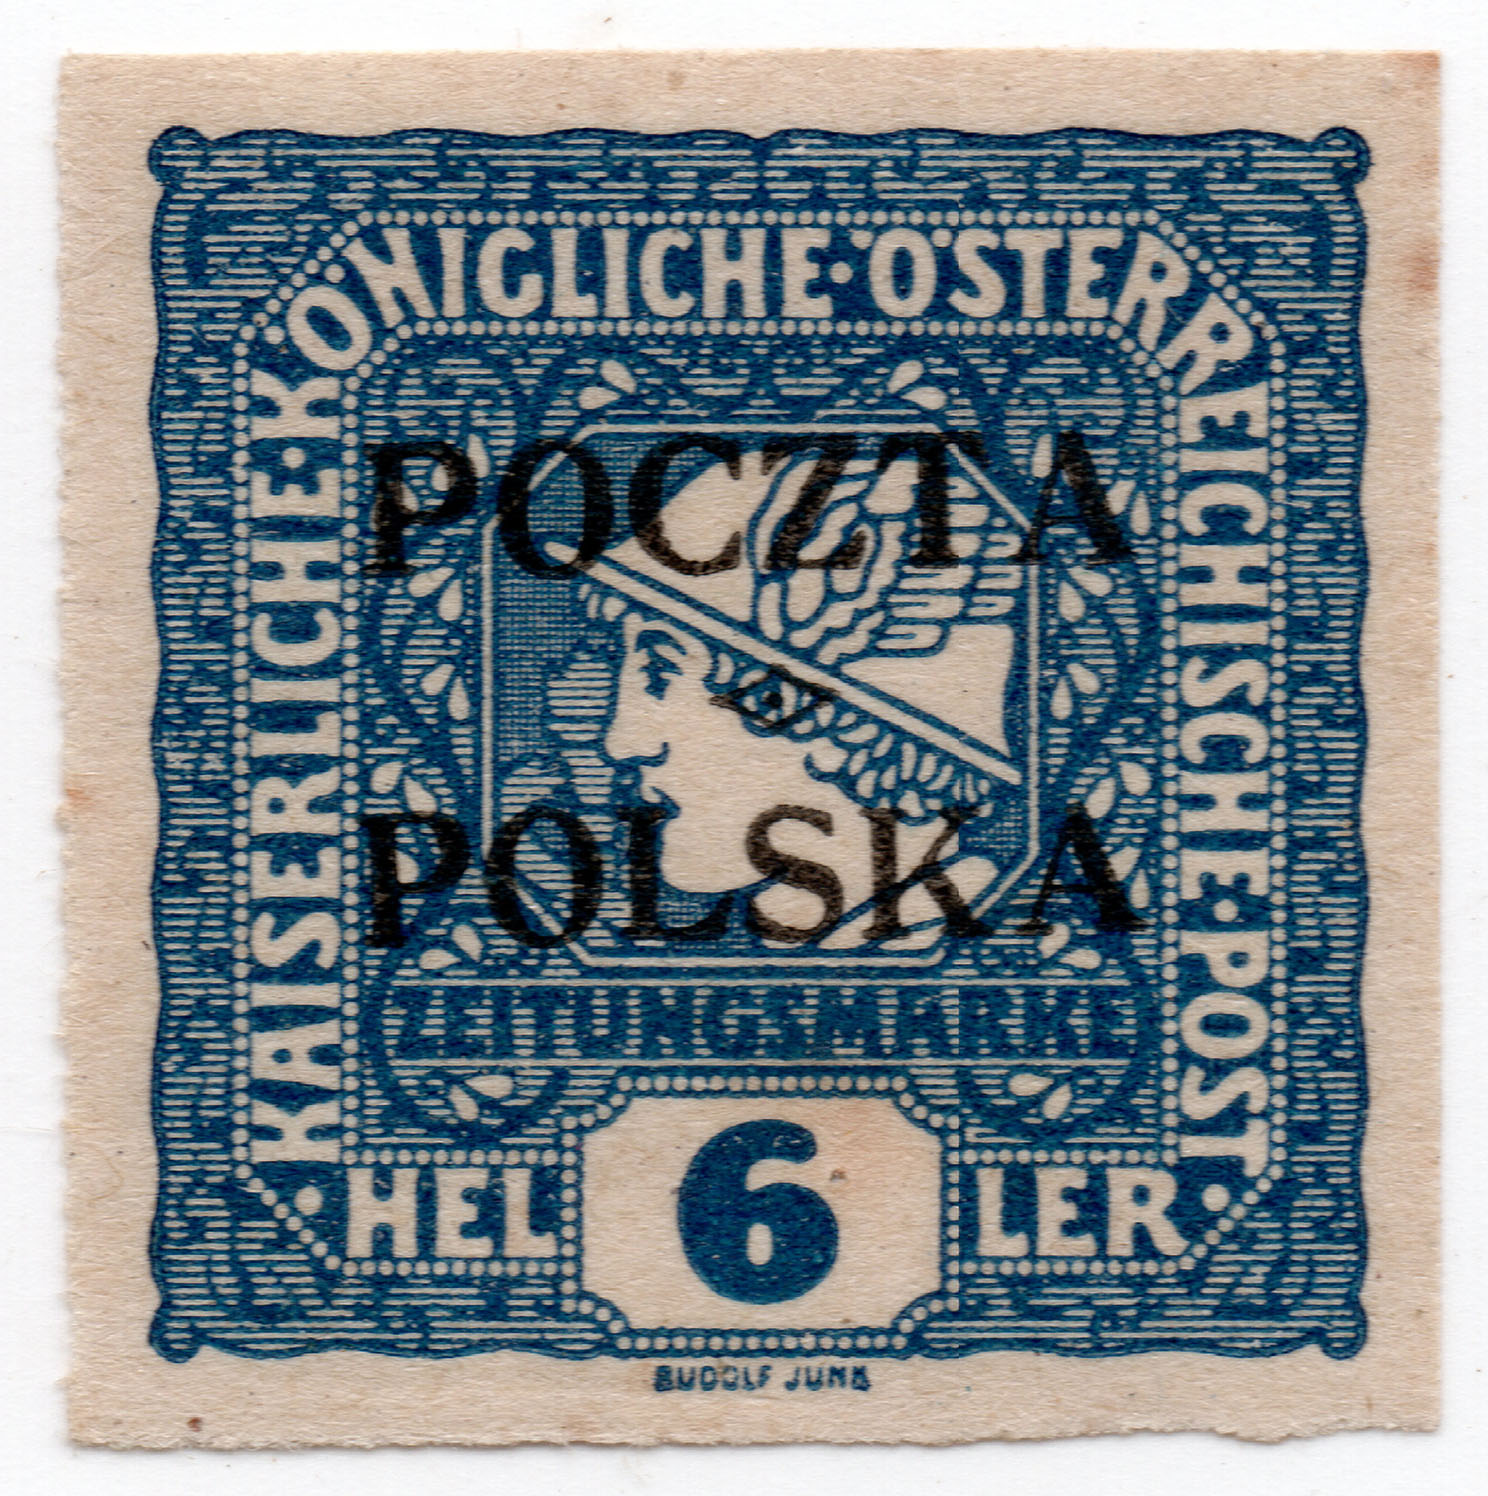 KAISERLICHE·KÖNIGLICHE·ÖSTERREICHISCHE·POST
POCZTA
POLSKA
ZEITUNGSMARKE
·HEL 6 LER·
RUDOLF JUNK